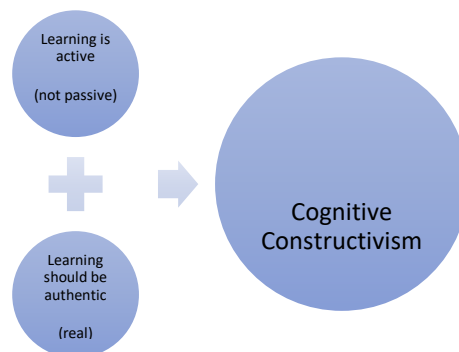 Learning is
active
(not passive)
Learning
should be
authentic
(real)
Cognitive
Constructivism